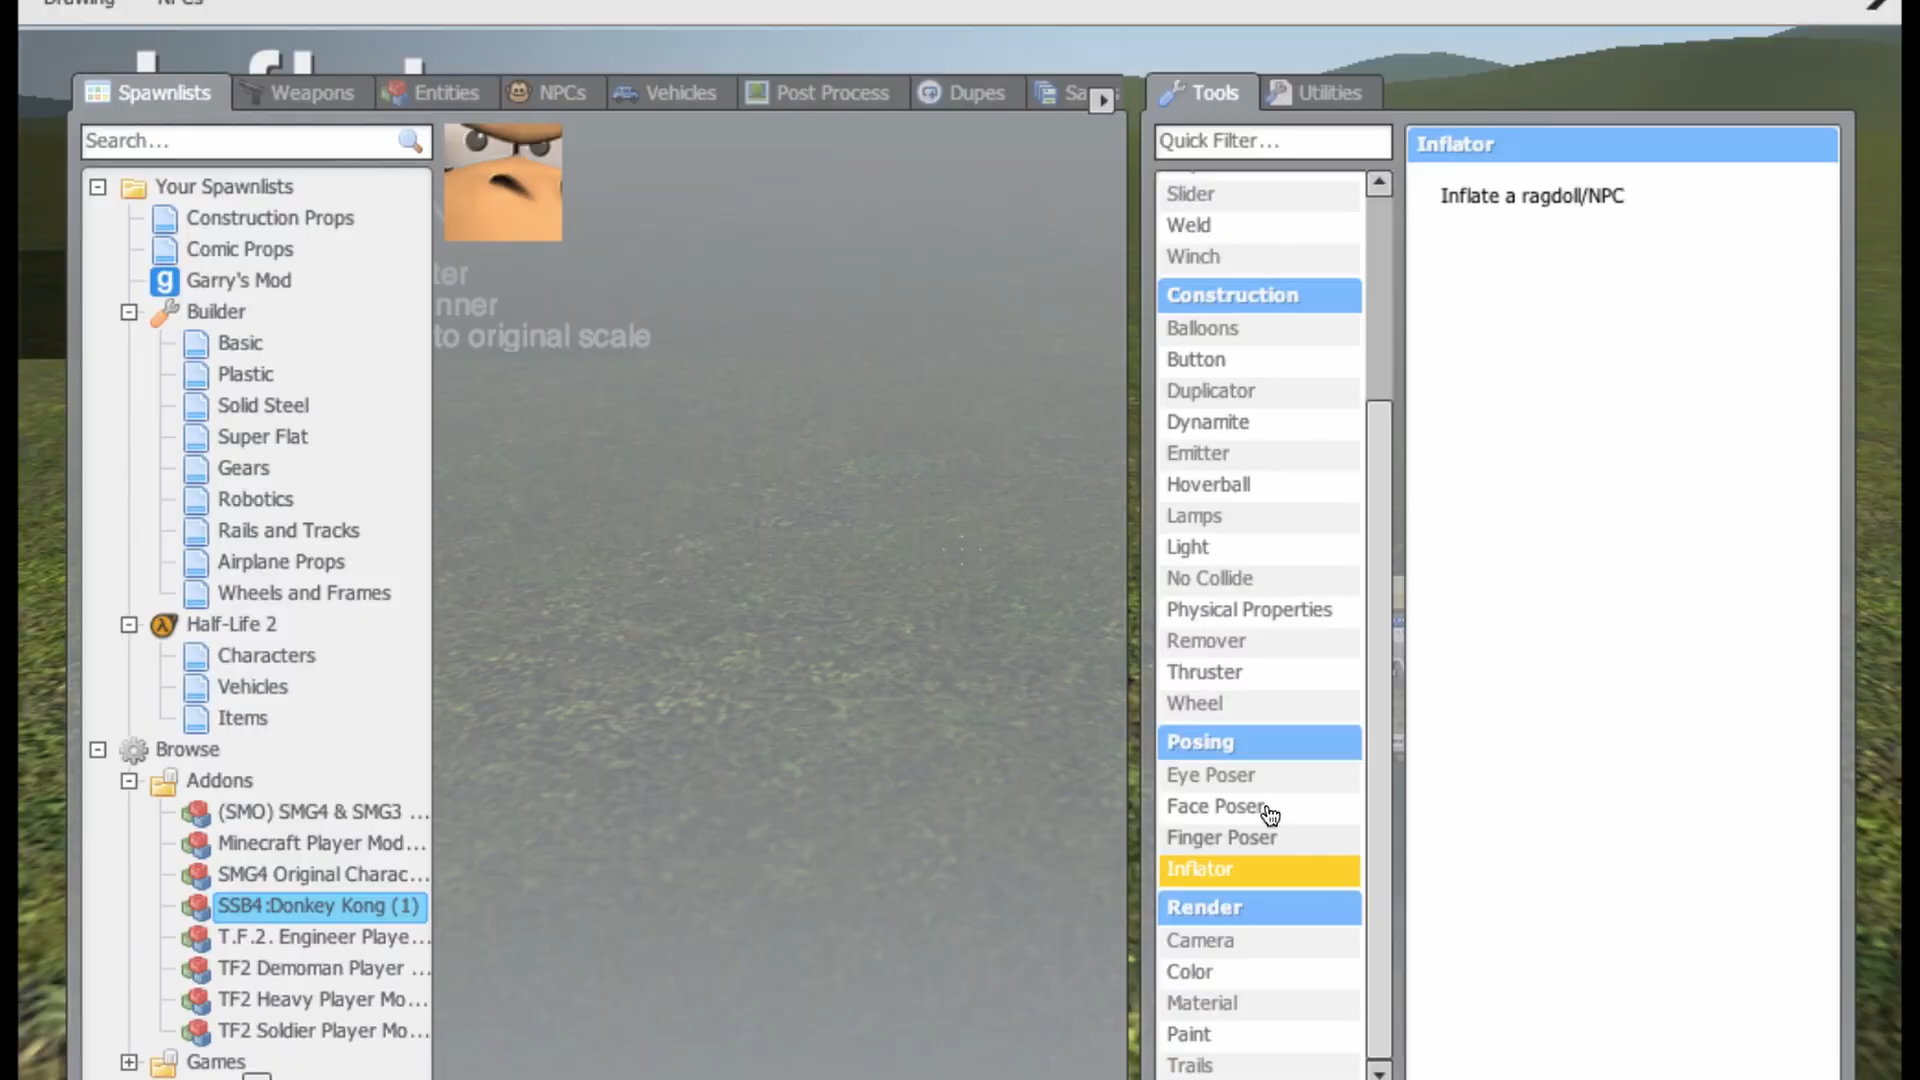 Drawing NPCs
Spawnlists Weapons Entities NPCs Vehicles Post Process Dupes Sa
Search...
Your Spawnlists
Construction Props
Comic Props
Garry's Mod
Builder
Basic
Plastic
Solid Steel
Super Flat
Gears
Robotics
Rails and Tracks
Airplane Props
Wheels and Frames
Half-Life 2
Characters
Vehicles
Items
Browse
Addons
(SMO) SMG4 & SMG3 ...
Minecraft Player Mod...
SMG4 Original Charac...
SSB4:Donkey Kong (1)
T.F.2. Engineer Playe...
TF2 Demoman Player ...
TF2 Heavy Player Mo...
TF2 Soldier Player Mo...
Games
ter
nner
to original scale
Tools Utilities
Quick Filter...
Slider
Weld
Winch
Construction
Balloons
Button
Duplicator
Dynamite
Emitter
Hoverball
Lamps
Light
No Collide
Physical Properties
Remover
Thruster
Wheel
Posing
Eye Poser
Face Poser
Finger Poser
Inflator
Render
Camera
Color
Material
Paint
Trails
Inflator
Inflate a ragdoll/NPC